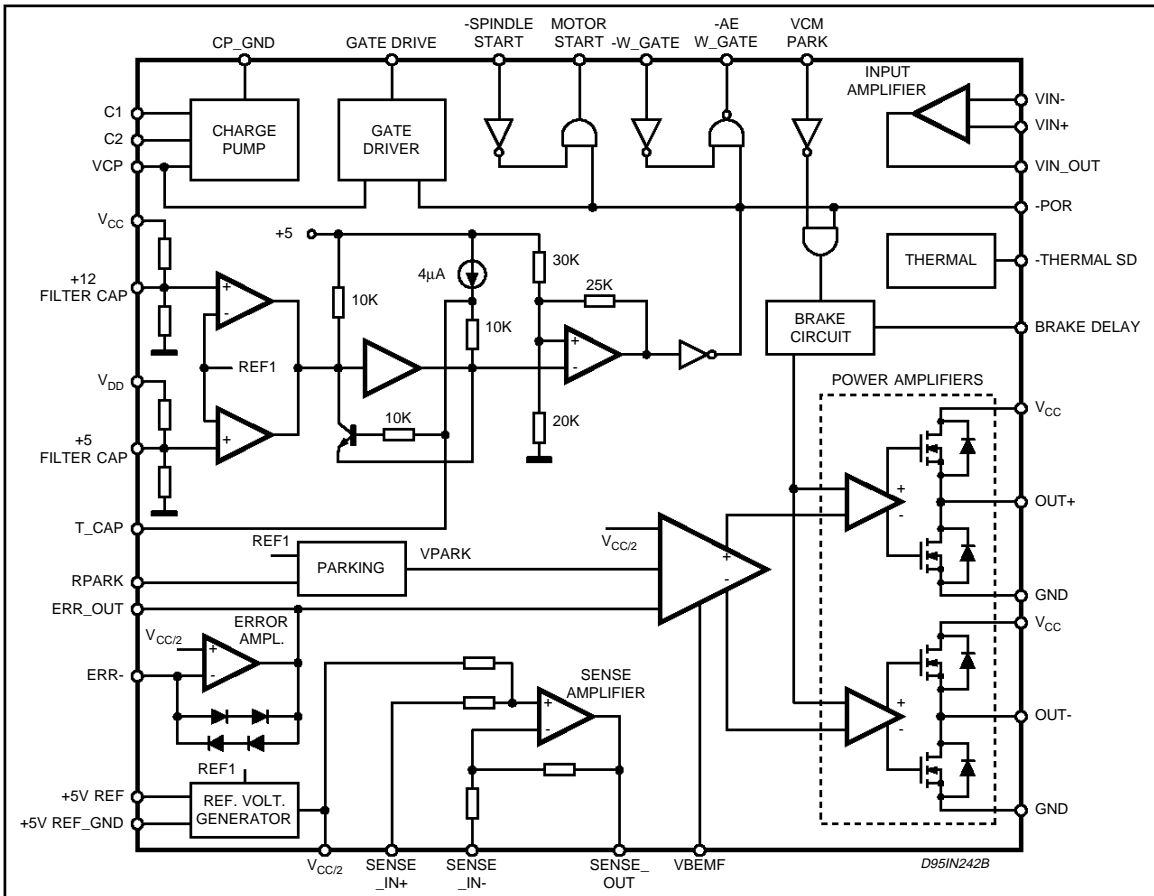 -SPINDLE START
MOTOR START
-W_GATE
-AE W_GATE
VCM PARK
CP_GND
GATE DRIVE
INPUT AMPLIFIER
C1
C2
VCP
CHARGE PUMP
GATE DRIVER
VIN-
VIN+
VIN_OUT
-POR
VCC
+5
30K
4µA
25K
THERMAL
-THERMAL SD
+12 FILTER CAP
+
-
10K
10K
+
-
BRAKE CIRCUIT
BRAKE DELAY
REF1
VDD
POWER AMPLIFIERS
+5 FILTER CAP
-
+
10K
20K
VCC
+
-
OUT+
T_CAP
REF1
PARKING
VPARK
VCC/2
+
-
RPARK
ERR_OUT
GND
VCC
ERROR AMPL.
VCC/2
+
-
ERR-
SENSE AMPLIFIER
+
-
+
-
OUT-
REF1
+5V REF
+5V REF_GND
REF. VOLT. GENERATOR
GND
VCC/2
SENSE _IN+
SENSE _IN-
SENSE_ OUT
VBEMF
D95IN242B